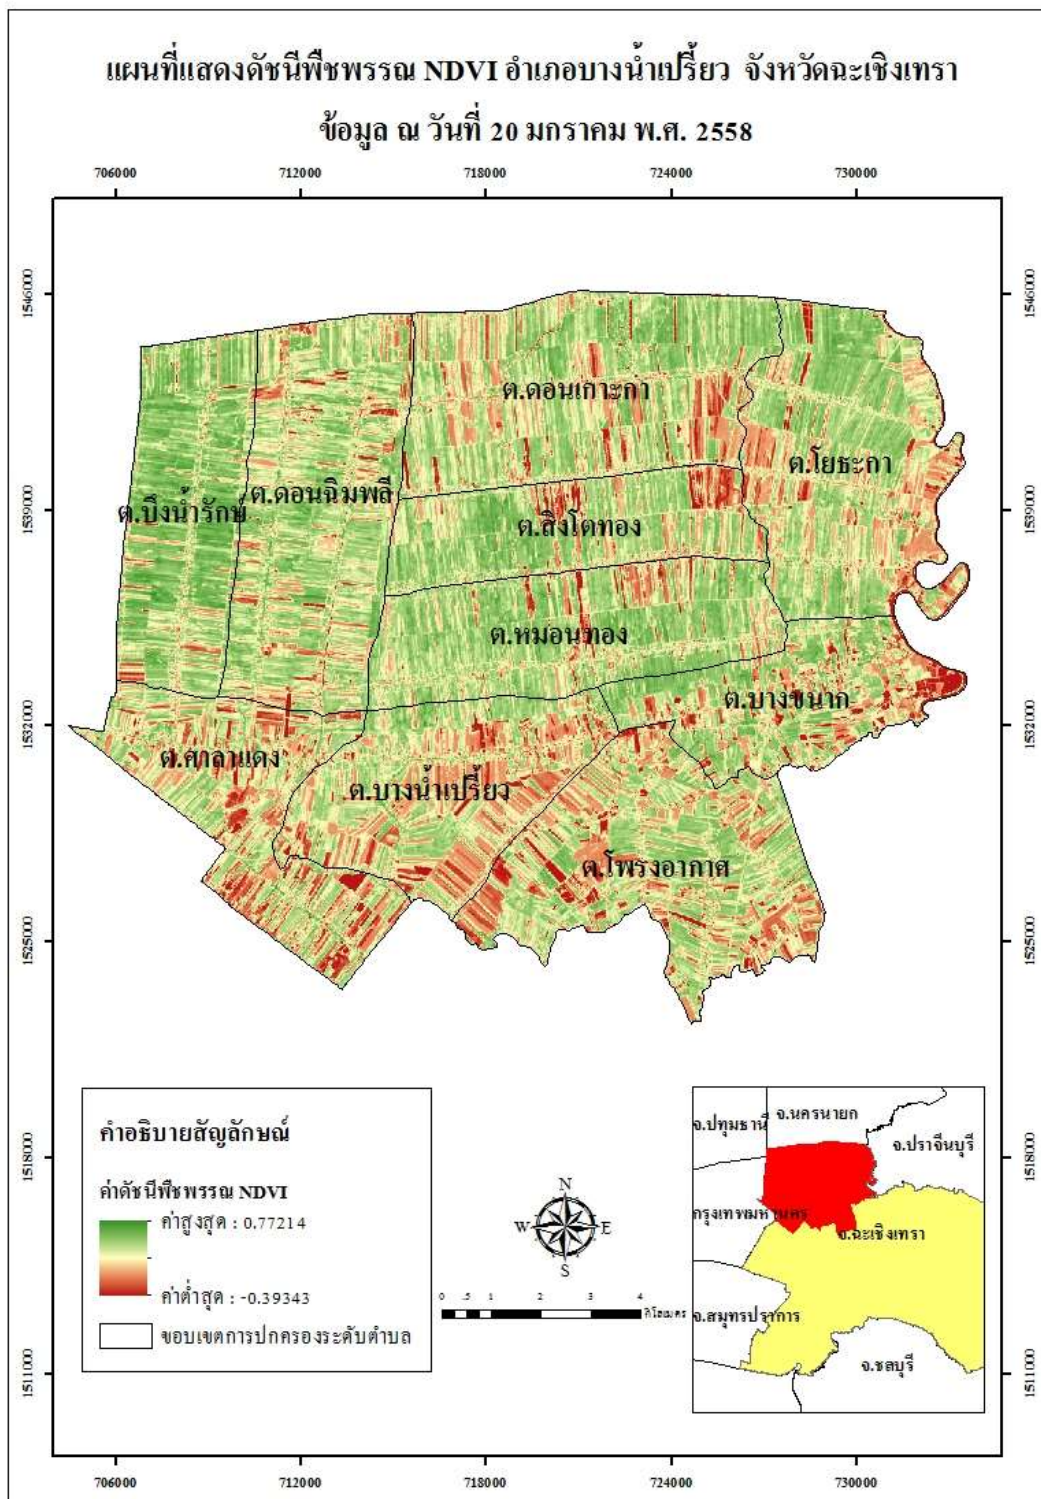 แผนที่แสดงดัชนีพืชพรรณ NDVI อำเภอบางน้ำเปรี้ยว จังหวัดฉะเชิงเทรา
ข้อมูล ณ วันที่ 20 มกราคม พ.ศ. 2558
706000 712000 718000 724000 730000
1546000 1546000
ต.ดอนเกาะกา
ต.โยธะกา
ต.ดอนฉิมพลี
ต.บึงน้ำรักษ์
1539000 1539000
ต.สิงโตทอง
ต.หมอนทอง
ต.บางขนาก
1532000 1532000
ต.ศาลาแดง
ต.บางน้ำเปรี้ยว
ต.โพรงอากาศ
1525000 1525000
คำอธิบายสัญลักษณ์
ค่าดัชนีพืชพรรณ NDVI
ค่าสูงสุด : 0.77214
ค่าต่ำสุด : -0.39343
ขอบเขตการปกครองระดับตำบล
N
W E
S
0 .5 1 2 3 4
กิโลเมตร
จ.นครนายก
จ.ปทุมธานี
จ.ปราจีนบุรี
กรุงเทพมหานคร
จ.ฉะเชิงเทรา
จ.สมุทรปราการ
จ.ชลบุรี
1518000 1518000
1511000 1511000
706000 712000 718000 724000 730000